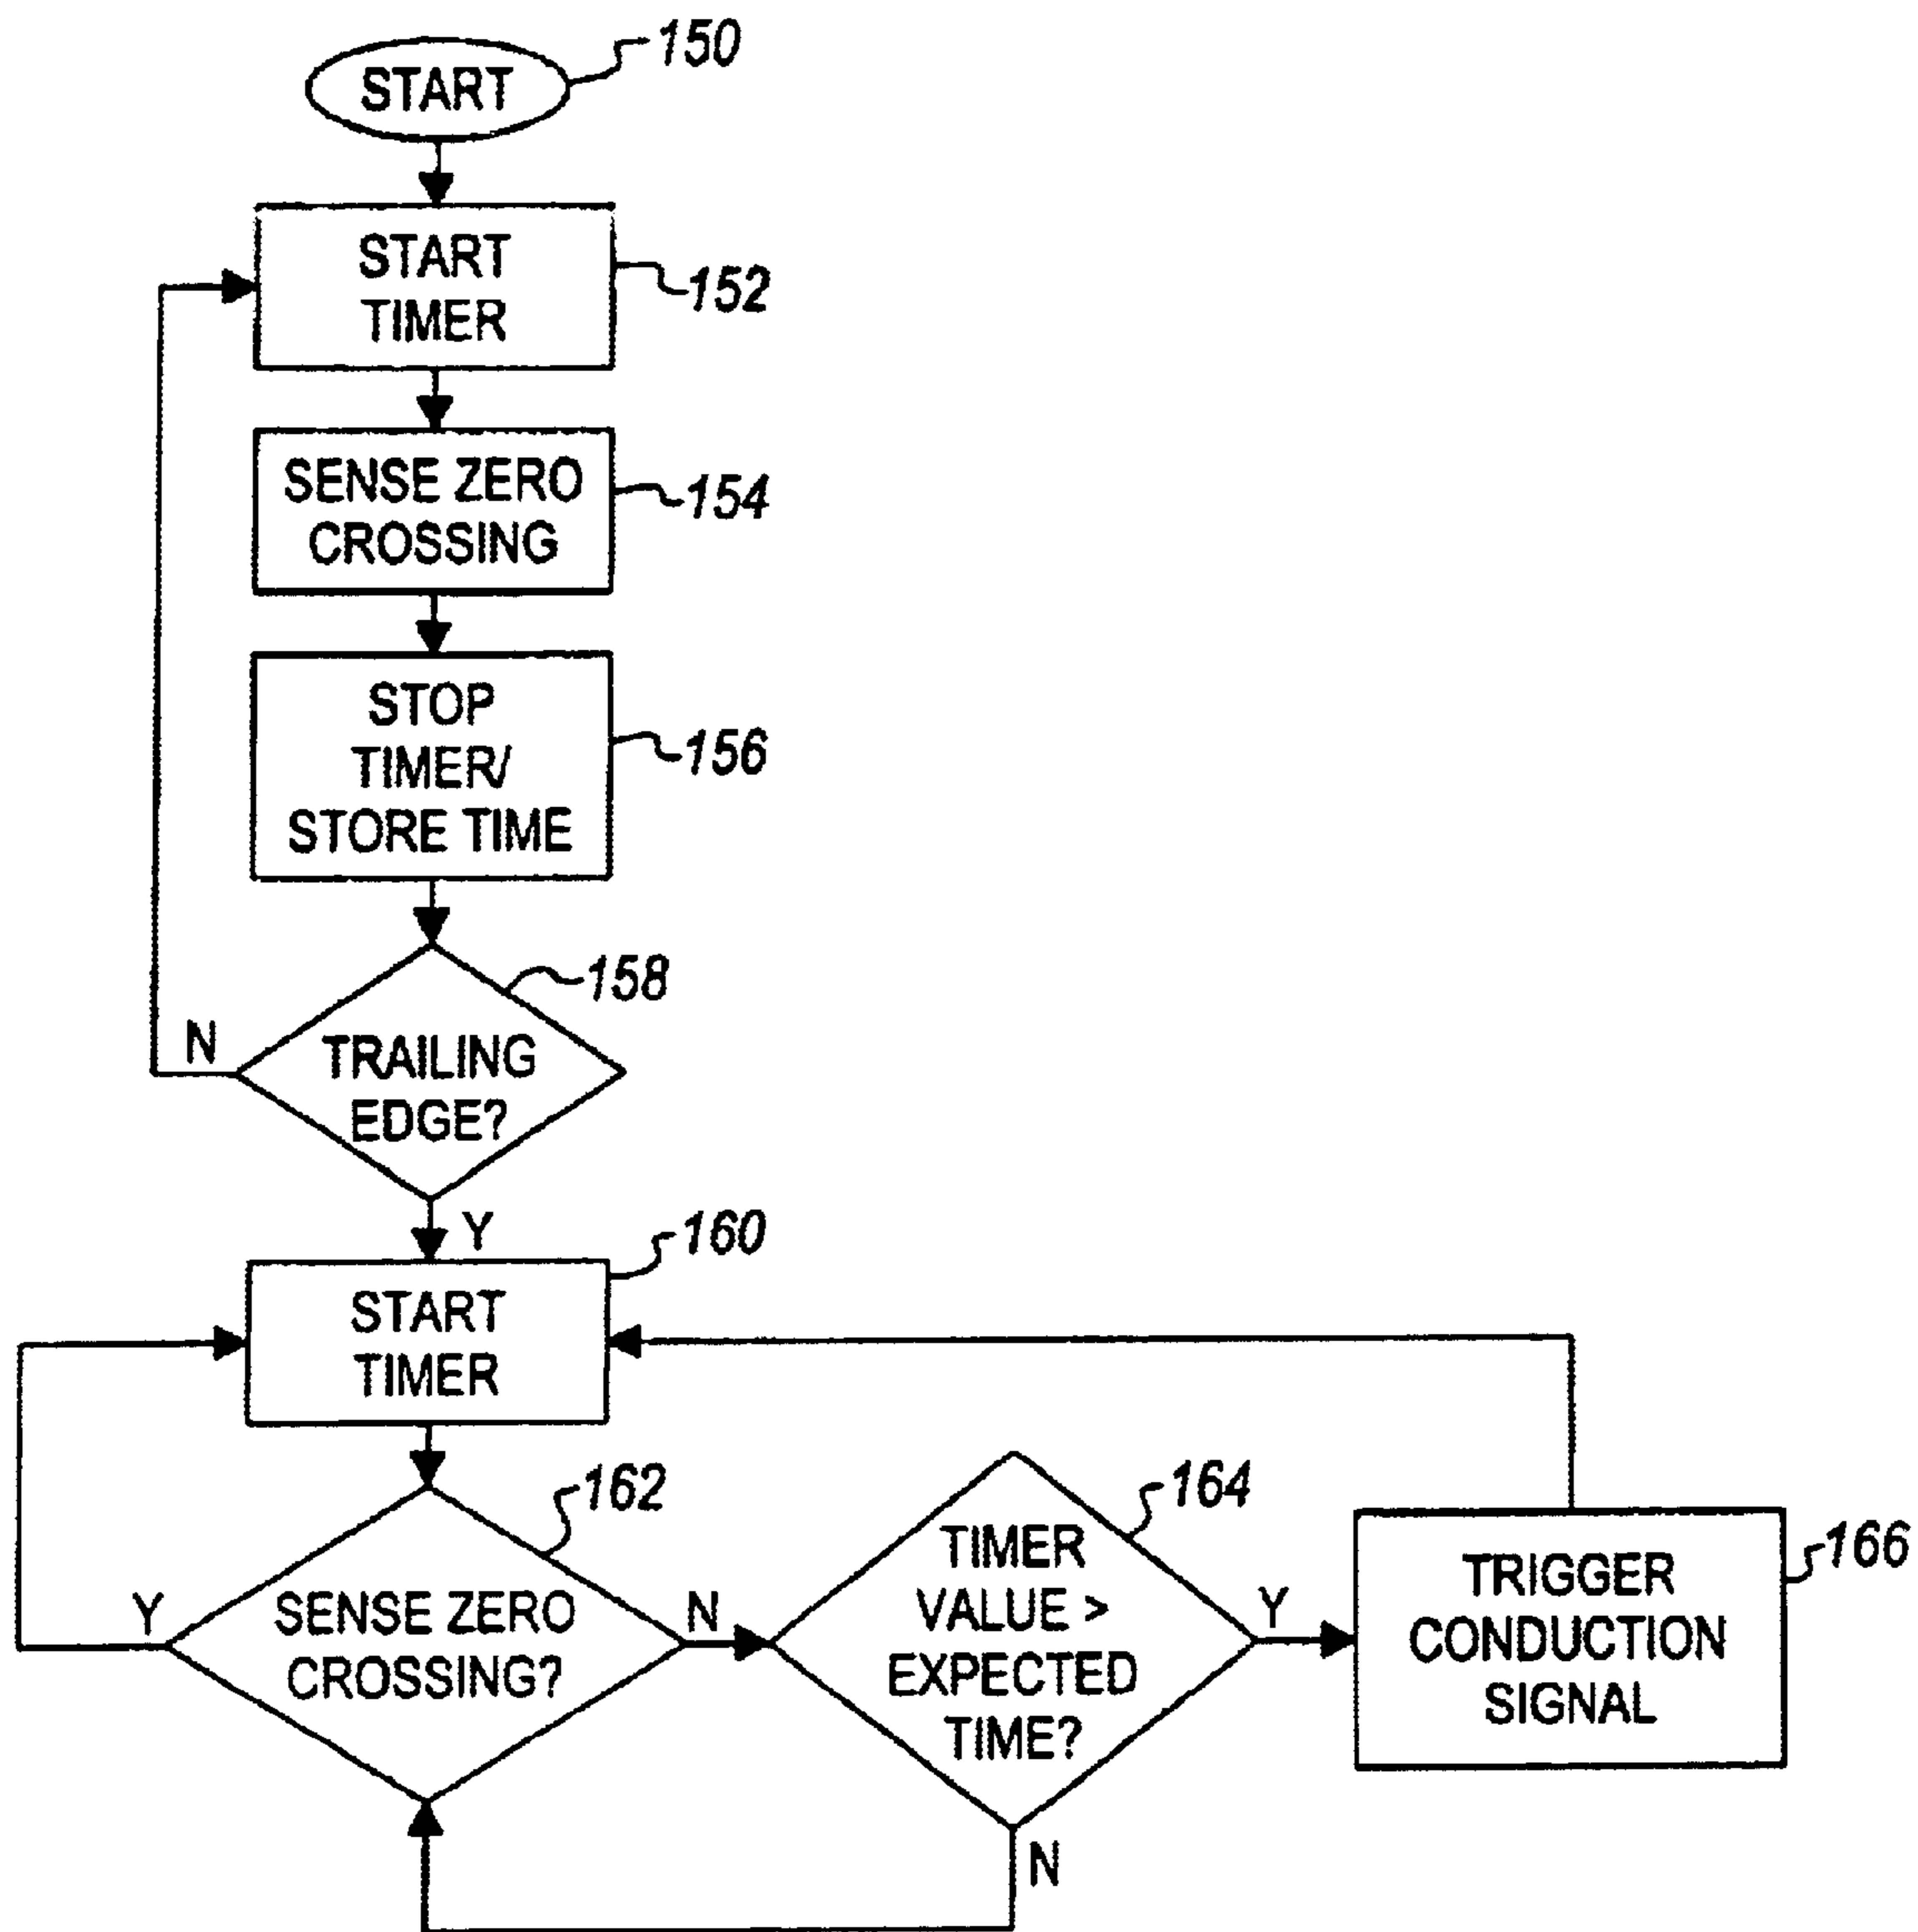 START
150
START
TIMER
152
SENSE ZERO
CROSSING
154
STOP
TIMER/
STORE TIME
156
158
TRAILING
EDGE?
N
Y
160
START
TIMER
162
SENSE ZERO
CROSSING?
Y
N
164
TIMER
VALUE >
EXPECTED
TIME?
Y
N
166
TRIGGER
CONDUCTION
SIGNAL